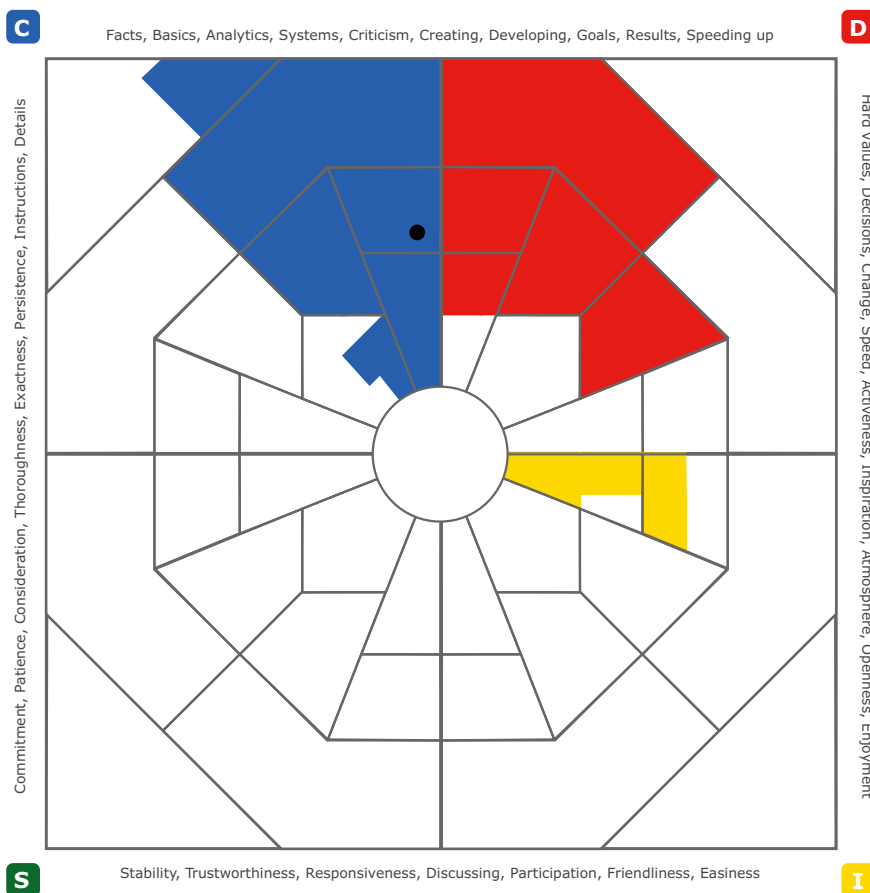 C
D
Facts, Basics, Analytics, Systems, Criticism, Creating, Developing, Goals, Results, Speeding up
Commitment, Patience, Consideration, Thoroughness, Exactness, Persistence, Instructions, Details
Hard values, Decisions, Change, Speed, Activeness, Inspiration, Atmosphere, Openness, Enjoyment
S
I
Stability, Trustworthiness, Responsiveness, Discussing, Participation, Friendliness, Easiness